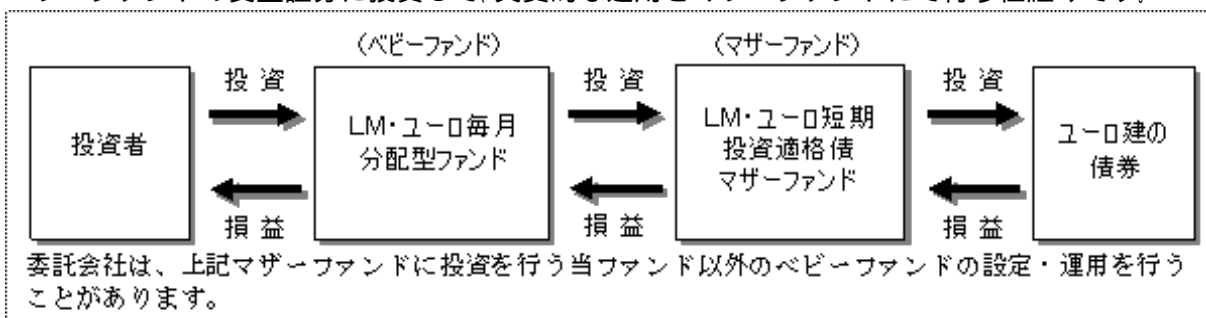 (ベビーファンド)
(マザーファンド)
投資者
投 資
損 益
LM・ユーロ毎月
分配型ファンド
投 資
損 益
LM・ユーロ短期
投資適格債
マザーファンド
投 資
損 益
ユーロ建の
債券
委託会社は、上記マザーファンドに投資を行う当ファンド以外のベビーファンドの設定・運用を行う
ことがあります。